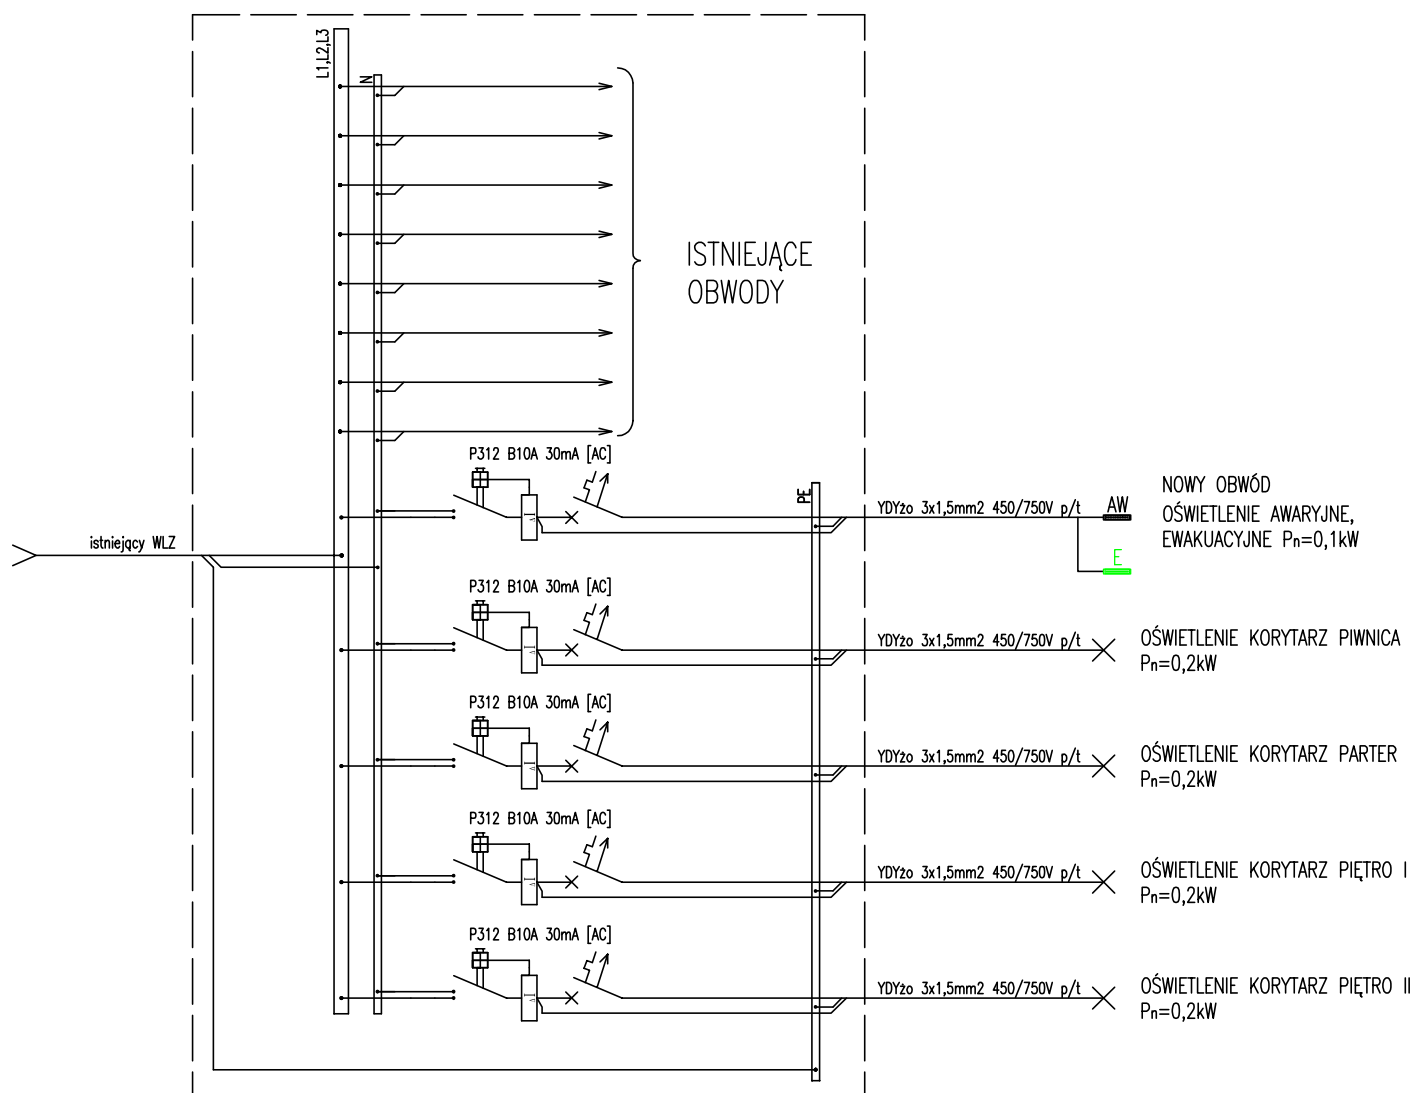 L1,L2,L3
N
ISTNIEJĄCE
OBWODY
P312 B10A 30mA [AC]
PE
YDYżo 3x1,5mm2 450/750V p/t
AW
E
NOWY OBWÓD
OŚWIETLENIE AWARYJNE,
EWAKUACYJNE Pn=0,1kW
istniejący WLZ
P312 B10A 30mA [AC]
YDYżo 3x1,5mm2 450/750V p/t
OŚWIETLENIE KORYTARZ PIWNICA
Pn=0,2kW
P312 B10A 30mA [AC]
YDYżo 3x1,5mm2 450/750V p/t
OŚWIETLENIE KORYTARZ PARTER
Pn=0,2kW
P312 B10A 30mA [AC]
YDYżo 3x1,5mm2 450/750V p/t
OŚWIETLENIE KORYTARZ PIĘTRO I
Pn=0,2kW
P312 B10A 30mA [AC]
YDYżo 3x1,5mm2 450/750V p/t
OŚWIETLENIE KORYTARZ PIĘTRO II
Pn=0,2kW